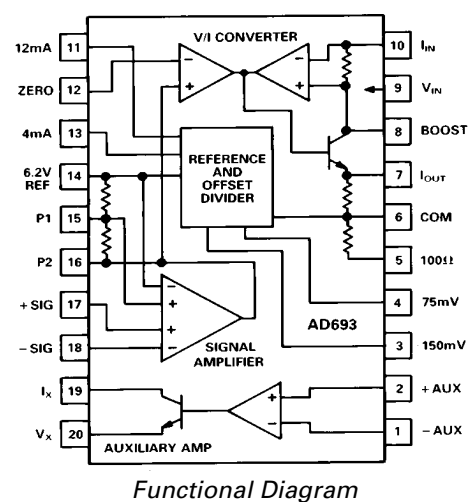 V/I CONVERTER
12mA 11
ZERO 12
4mA 13
6.2V
REF 14
P1 15
P2 16
+ SIG 17
– SIG 18
IX 19
VX 20
10 IIN
9 VIN
8 BOOST
7 IOUT
6 COM
5 100Ω
4 75mV
3 –150mV
2 + AUX
1 – AUX
– +
– +
REFERENCE
AND
OFFSET
DIVIDER
– + + –
SIGNAL
AMPLIFIER
AD693
+ –
AUXILIARY AMP
Functional Diagram